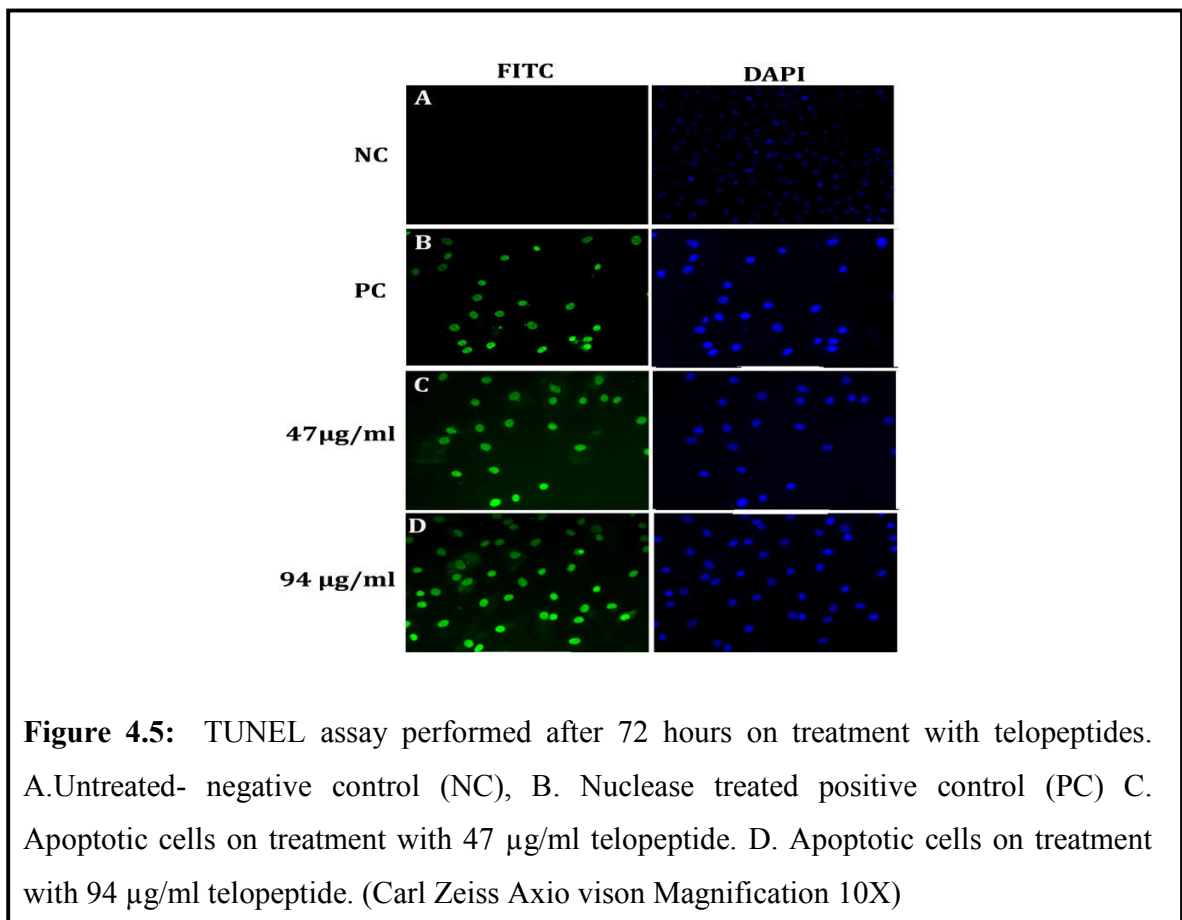 FITC DAPI
A
NC
B
PC
C
47µg/ml
D
94 µg/ml
Figure 4.5: TUNEL assay performed after 72 hours on treatment with telopeptides.
A.Untreated- negative control (NC), B. Nuclease treated positive control (PC) C.
Apoptotic cells on treatment with 47 µg/ml telopeptide. D. Apoptotic cells on treatment
with 94 µg/ml telopeptide. (Carl Zeiss Axio vison Magnification 10X)